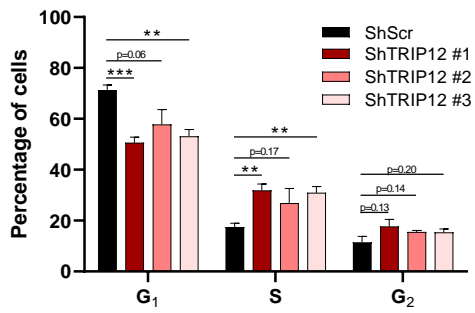 Percentage of cells
100
80
60
40
20
0
ShScr
ShTRIP12 #1
ShTRIP12 #2
ShTRIP12 #3
**
p=0.06
***
**
p=0.17
**
p=0.20
p=0.14
p=0.13
G₁
S
G₂